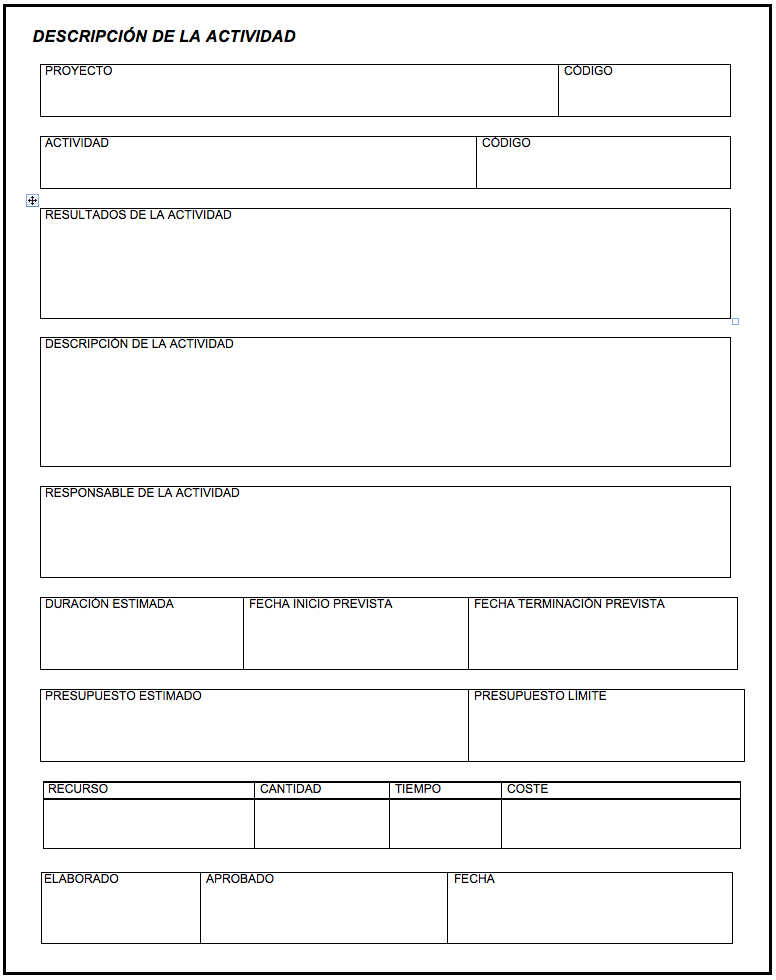 DESCRIPCIÓN DE LA ACTIVIDAD
PROYECTO CÓDIGO
ACTIVIDAD CÓDIGO
RESULTADOS DE LA ACTIVIDAD
DESCRIPCIÓN DE LA ACTIVIDAD
RESPONSABLE DE LA ACTIVIDAD
DURACIÓN ESTIMADA FECHA INICIO PREVISTA FECHA TERMINACIÓN PREVISTA
PRESUPUESTO ESTIMADO PRESUPUESTO LÍMITE
RECURSO CANTIDAD TIEMPO COSTE
ELABORADO APROBADO FECHA